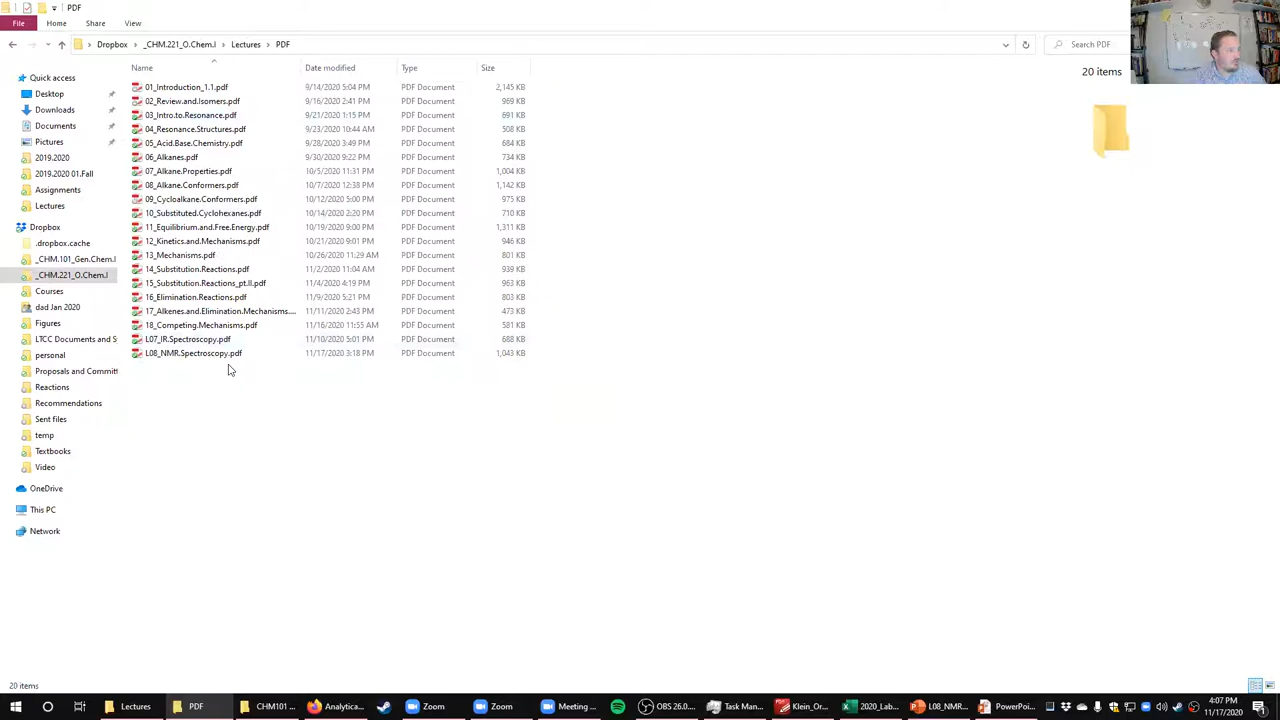 PDF
File Home Share View
Dropbox _CHM.221_O.Chem.I Lectures PDF Search PDF
Name Date modified Type Size
20 items
01_Introduction_1.1.pdf 9/14/2020 5:04 PM PDF Document 2,145 KB
02_Review.and.Isomers.pdf 9/16/2020 2:41 PM PDF Document 969 KB
03_Intro.to.Resonance.pdf 9/21/2020 1:15 PM PDF Document 691 KB
04_Resonance.Structures.pdf 9/23/2020 10:44 AM PDF Document 508 KB
05_Acid.Base.Chemistry.pdf 9/28/2020 3:49 PM PDF Document 684 KB
06_Alkanes.pdf 9/30/2020 9:22 PM PDF Document 734 KB
07_Alkane.Properties.pdf 10/5/2020 11:31 PM PDF Document 1,004 KB
08_Alkane.Conformers.pdf 10/7/2020 12:38 PM PDF Document 1,142 KB
09_Cycloalkane.Conformers.pdf 10/12/2020 5:00 PM PDF Document 975 KB
10_Substituted.Cyclohexanes.pdf 10/14/2020 2:20 PM PDF Document 710 KB
11_Equilibrium.and.Free.Energy.pdf 10/19/2020 9:00 PM PDF Document 1,311 KB
12_Kinetics.and.Mechanisms.pdf 10/21/2020 9:01 PM PDF Document 946 KB
13_Mechanisms.pdf 10/26/2020 11:29 AM PDF Document 801 KB
14_Substitution.Reactions.pdf 11/2/2020 11:04 AM PDF Document 939 KB
15_Substitution.Reactions_pt.II.pdf 11/4/2020 4:19 PM PDF Document 963 KB
16_Elimination.Reactions.pdf 11/9/2020 5:21 PM PDF Document 803 KB
17_Alkenes.and.Elimination.Mechanisms.... 11/11/2020 2:43 PM PDF Document 473 KB
18_Competing.Mechanisms.pdf 11/16/2020 11:55 AM PDF Document 581 KB
L07_IR.Spectroscopy.pdf 11/10/2020 5:01 PM PDF Document 688 KB
L08_NMR.Spectroscopy.pdf 11/17/2020 3:18 PM PDF Document 1,043 KB
Quick access
Desktop
Downloads
Documents
Pictures
2019.2020
2019.2020 01.Fall
Assignments
Lectures
Dropbox
.dropbox.cache
_CHM.101_Gen.Chem.I
_CHM.221_O.Chem.I
Courses
dad Jan 2020
Figures
LTCC Documents and S
personal
Proposals and Committ
Reactions
Recommendations
Sent files
temp
Textbooks
Video
OneDrive
This PC
Network
20 items
Lectures PDF CHM101 ... Analytica... Zoom Zoom Meeting ... OBS 26.0.... Task Man... Klein_Or... 2020_Lab... L08_NMR... PowerPoi... 4:07 PM
11/17/2020